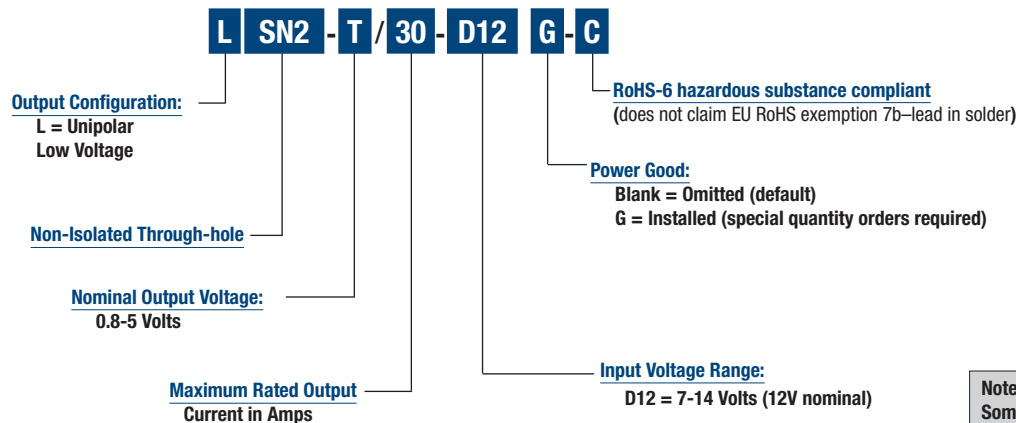 L SN2 - T / 30 - D12 G - C
Output Configuration:
L = Unipolar
Low Voltage
RoHS-6 hazardous substance compliant
(does not claim EU RoHS exemption 7b–lead in solder)
Power Good:
Blank = Omitted (default)
G = Installed (special quantity orders required)
Non-Isolated Through-hole
Nominal Output Voltage:
0.8-5 Volts
Input Voltage Range:
D12 = 7-14 Volts (12V nominal)
Maximum Rated Output
Current in Amps
Note
Som